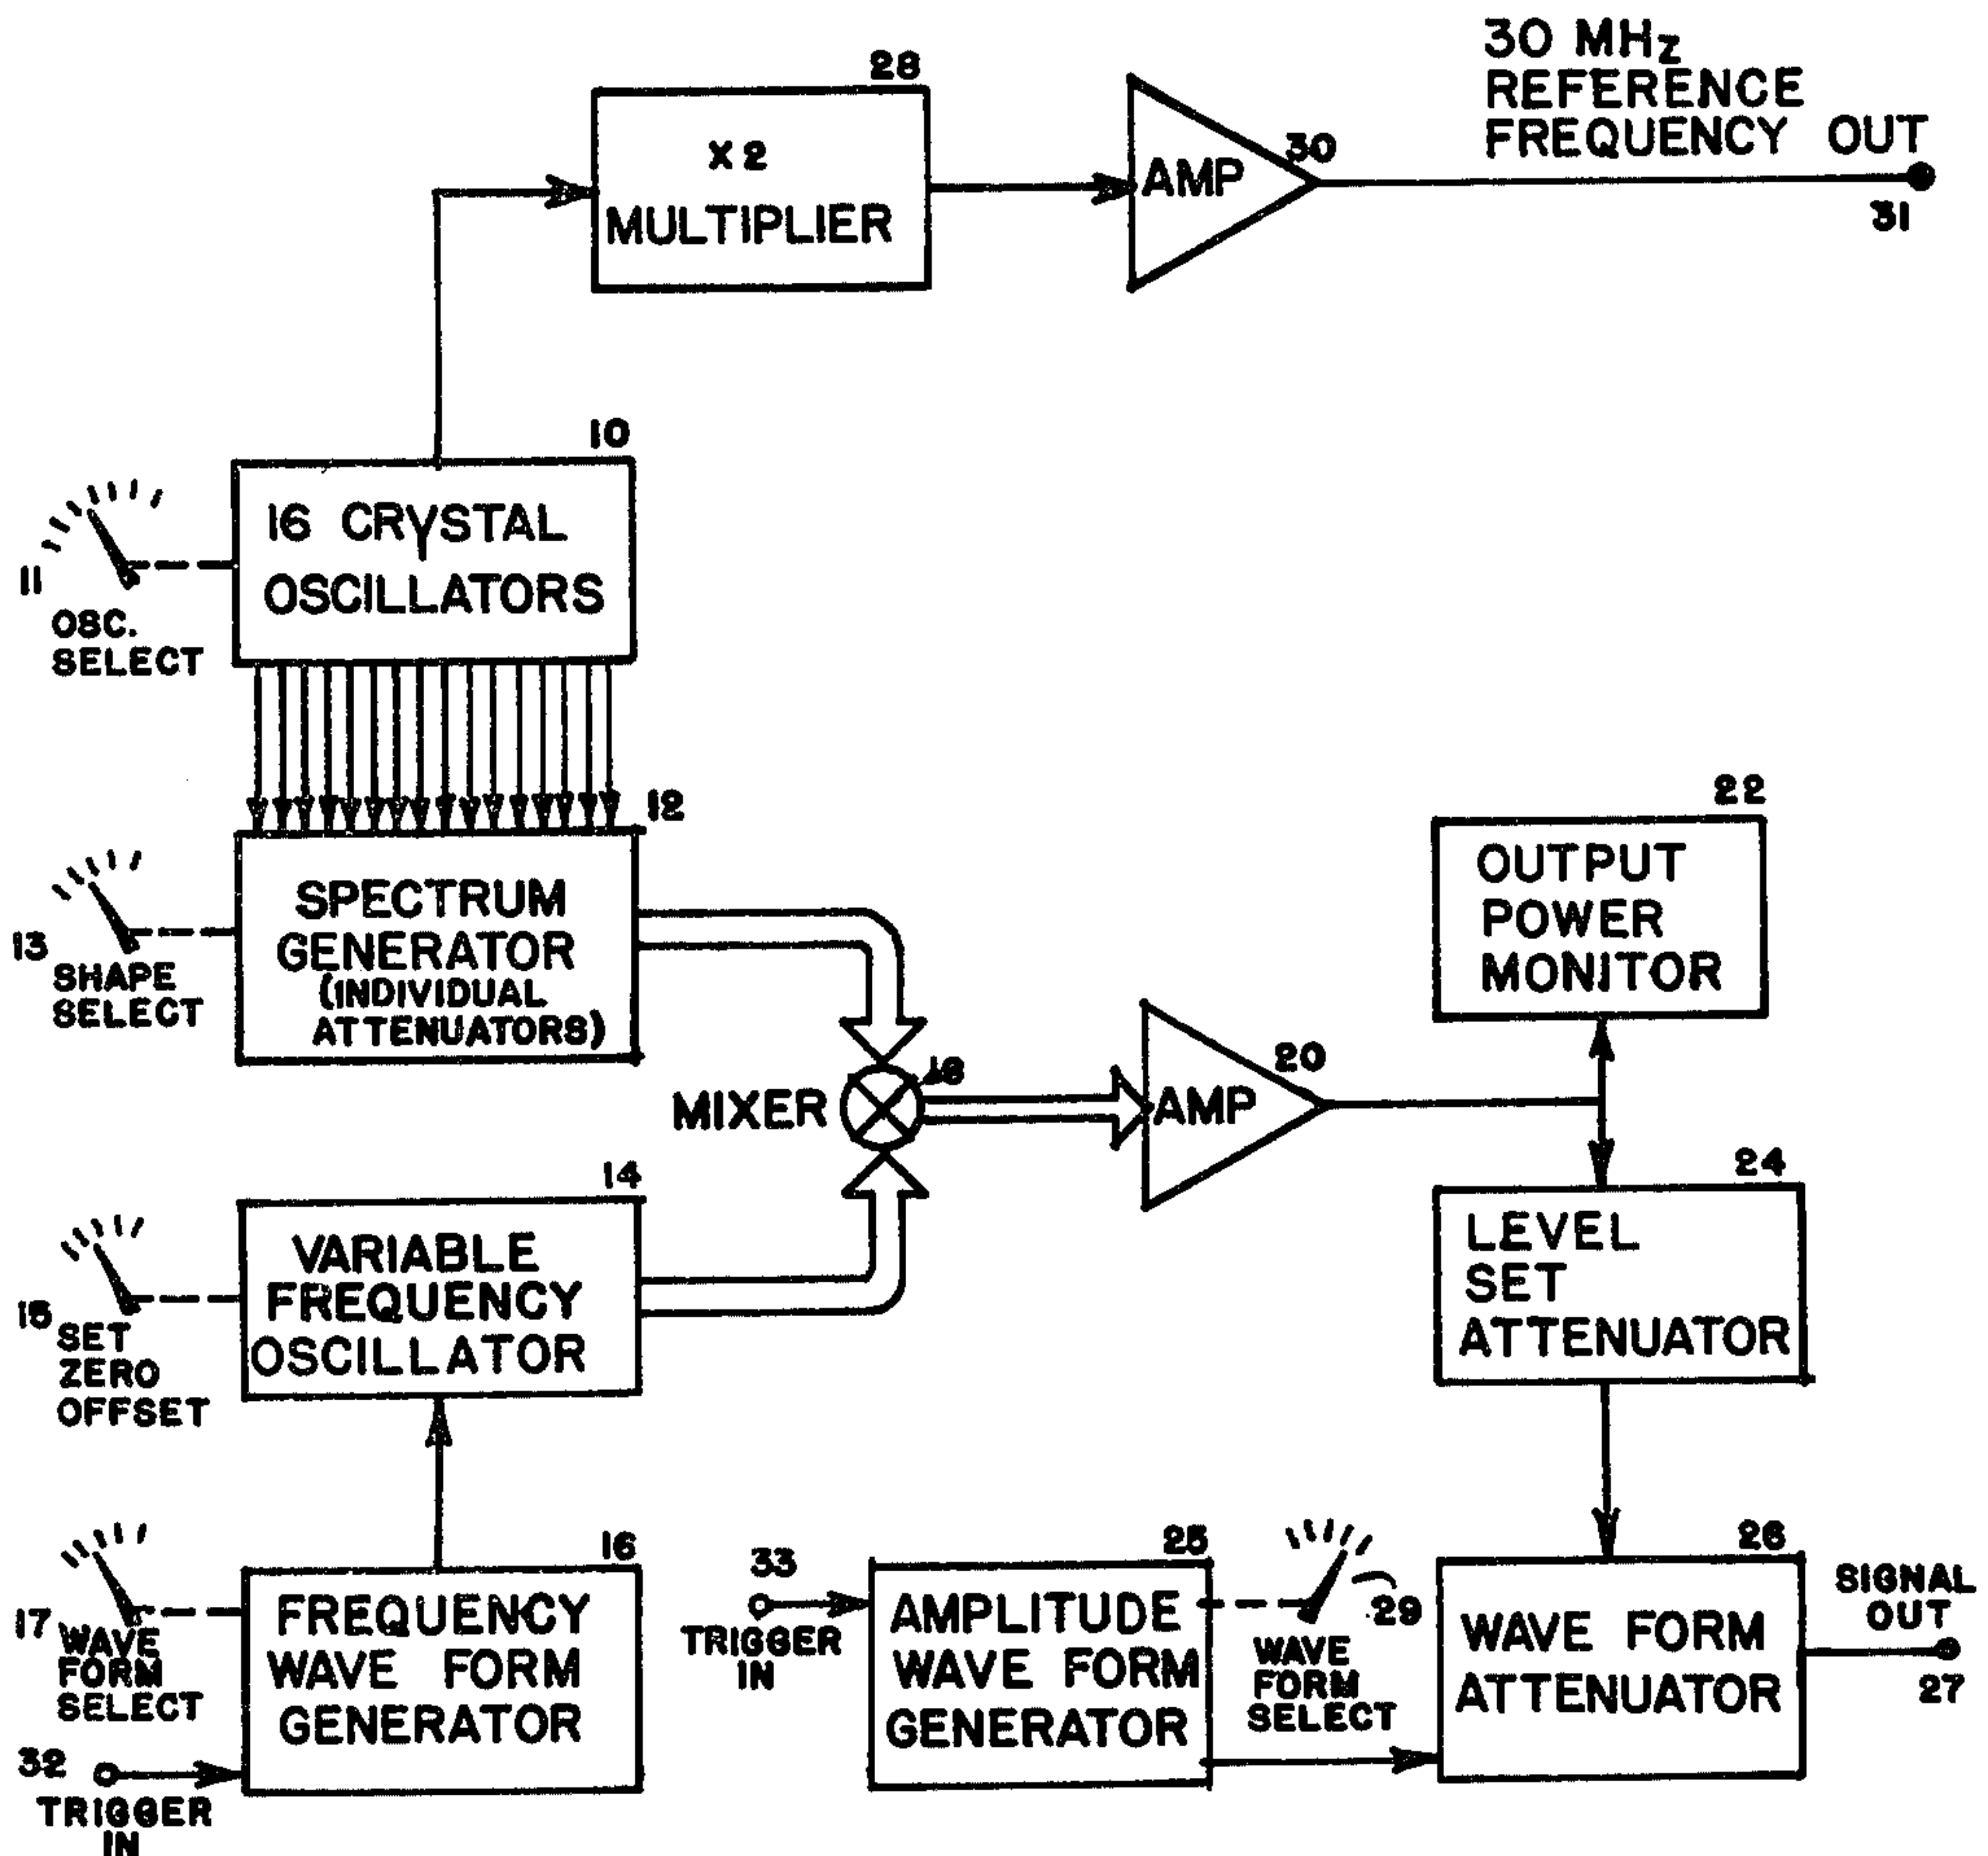 30 MHz
REFERENCE
FREQUENCY OUT
31
28
X2
MULTIPLIER
AMP
30
10
16 CRYSTAL
OSCILLATORS
11
OSC.
SELECT
12
SPECTRUM
GENERATOR
(INDIVIDUAL
ATTENUATORS)
13
SHAPE
SELECT
MIXER
18
AMP
20
22
OUTPUT
POWER
MONITOR
24
LEVEL
SET
ATTENUATOR
14
VARIABLE
FREQUENCY
OSCILLATOR
15
SET
ZERO
OFFSET
16
FREQUENCY
WAVE FORM
GENERATOR
17
WAVE
FORM
SELECT
32
TRIGGER
IN
33
TRIGGER
IN
25
AMPLITUDE
WAVE FORM
GENERATOR
29
WAVE
FORM
SELECT
26
WAVE FORM
ATTENUATOR
SIGNAL
OUT
27